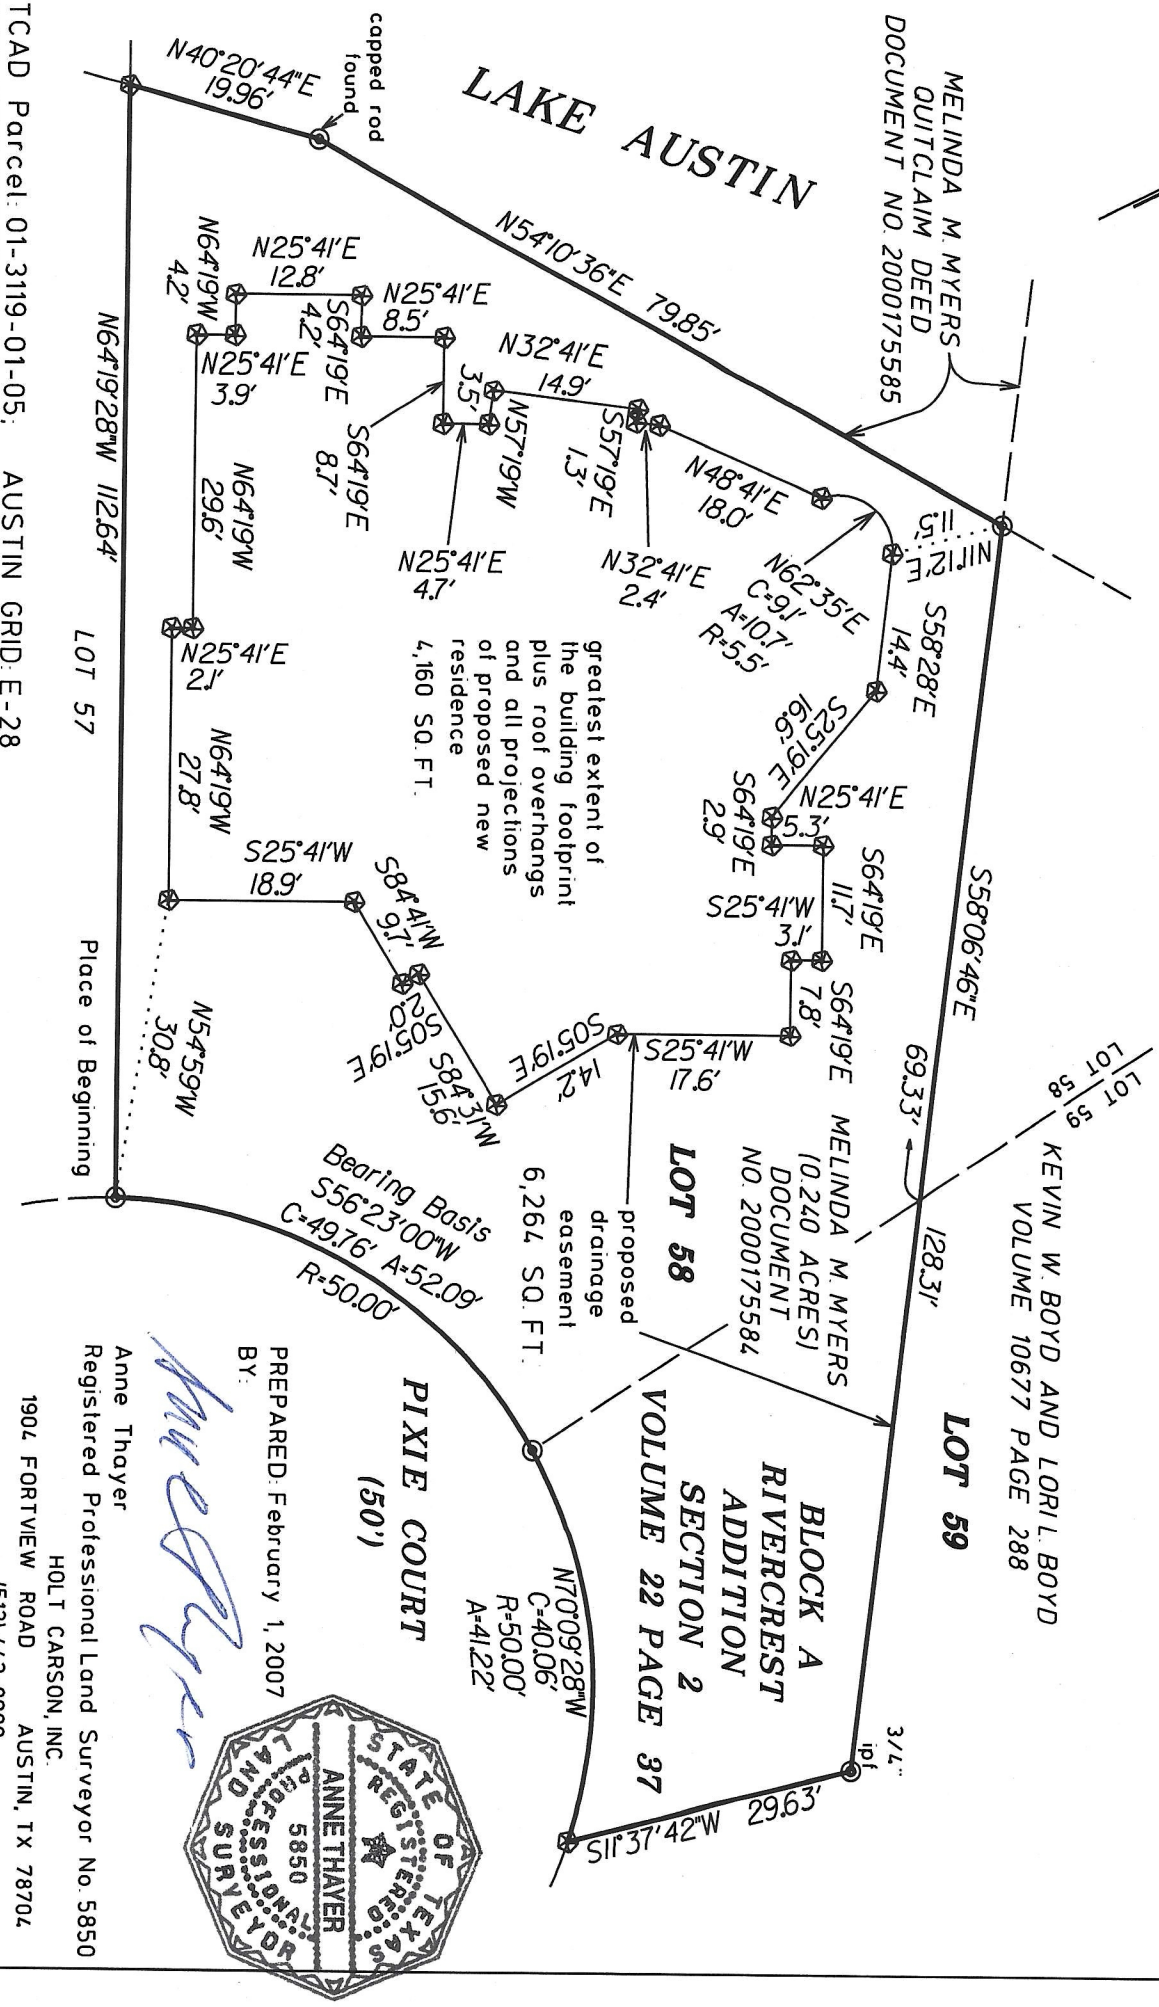 MELINDA M. MYERS
QUITCLAIM DEED
DOCUMENT NO. 2000175585
LAKE AUSTIN
capped rod
found
N40°20'44"E
19.96'
N54°10'36"E 79.85'
N11°12'E
11.5'
S58°06'46"E
69.33'
128.31'
LOT 58
LOT 59
KEVIN W. BOYD AND LORI L. BOYD
VOLUME 10677 PAGE 288
LOT 59
N25°41'E
12.8'
N64°19'W
4.2'
N25°41'E
3.9'
S64°19'E
4.2'
N25°41'E
8.5'
S64°19'E
8.7'
N25°41'E
4.7'
N57°19'W
3.5'
N32°41'E
14.9'
S57°19'E
1.3'
N32°41'E
2.4'
N48°41'E
18.0'
N62°35'E
C=9.1'
A=10.7'
R=5.5'
S58°28'E
14.4'
S25°19'E
16.6'
S64°19'E
2.9'
N25°41'E
5.3'
S64°19'E
11.7'
S25°41'W
3.1'
S64°19'E
7.8'
S25°41'W
17.6'
S05°19'E
14.2'
S84°31'W
15.6'
S05°19'E
2.0'
S84°41'W
9.7'
S25°41'W
18.9'
N64°19'W
27.8'
N25°41'E
2.1'
N64°19'W
29.6'
greatest extent of
the building footprint
plus roof overhangs
and all projections
of proposed new
residence
4,160 SQ. FT.
MELINDA M. MYERS
(0.240 ACRES)
DOCUMENT
NO. 2000175584
LOT 58
proposed
drainage
easement
6,264 SQ. FT.
BLOCK A
RIVERCREST
ADDITION
SECTION 2
VOLUME 22 PAGE 37
3/4"
ipf
S11°37'42"W 29.63'
N70°09'28"W
C=40.06'
R=50.00'
A=41.22'
Bearing Basis
S56°23'00"W
C=49.76' A=52.09'
R=50.00'
PIXIE COURT
(50')
N54°59'W
30.8'
N64°19'28"W 112.64'
LOT 57
Place of Beginning
TCAD Parcel: 01-3119-01-05; AUSTIN GRID: E-28
PREPARED: February 1, 2007
BY:
Anne Thayer
Anne Thayer
Registered Professional Land Surveyor No. 5850
HOLT CARSON, INC.
1904 FORTVIEW ROAD AUSTIN, TX 78704
STATE OF TEXAS
REGISTERED
ANNE THAYER
5850
PROFESSIONAL
LAND SURVEYOR